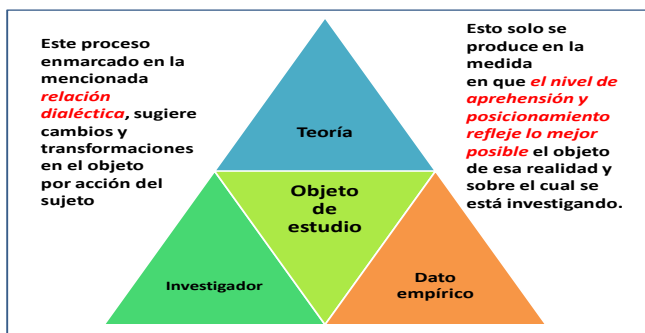 Este proceso
enmarcado en la
mencionada
relación
dialéctica, sugiere
cambios y
transformaciones
en el objeto
por acción del
sujeto
Esto solo se
produce en la
medida
en que el nivel de
aprehensión y
posicionamiento
refleje lo mejor
posible el objeto
de esa realidad y
sobre el cual se
está investigando.
Teoría
Objeto
de
estudio
Investigador
Dato
empírico